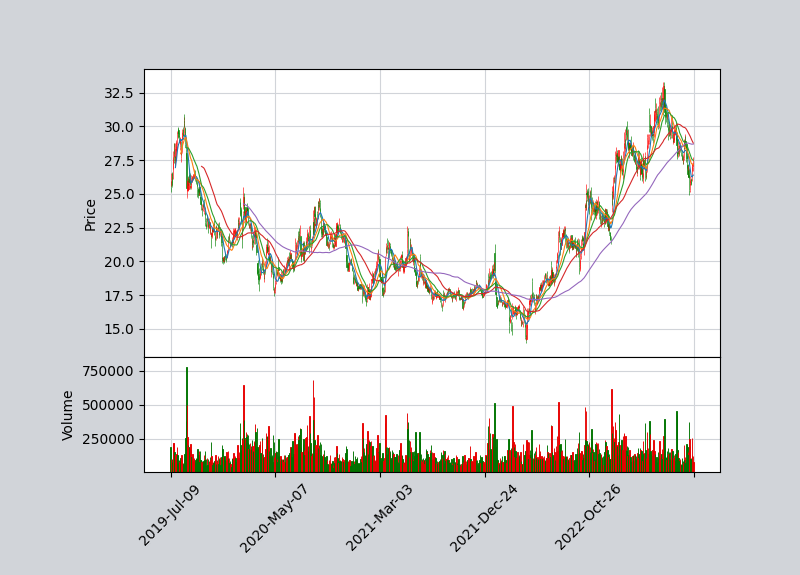 Price
32.5
30.0
27.5
25.0
22.5
20.0
17.5
15.0
Volume
750000
500000
250000
2019-Jul-09
2020-May-07
2021-Mar-03
2021-Dec-24
2022-Oct-26